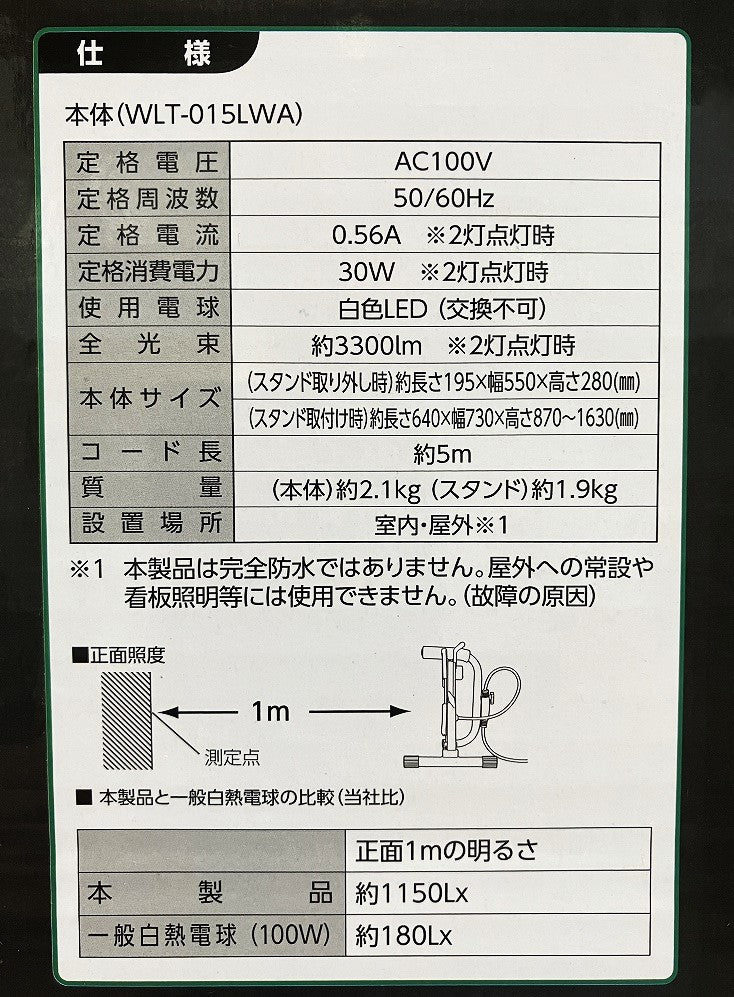 仕様
本体(WLT-015LWA)
定格電圧 AC100V
定格周波数 50/60Hz
定格電流 0.56A ※2灯点灯時
定格消費電力 30W ※2灯点灯時
使用電球 白色LED(交換不可)
全光束 約3300lm ※2灯点灯時
本体サイズ (スタンド取り外し時)約長さ195×幅550×高さ280(㎜)
(スタンド取付け時)約長さ640×幅730×高さ870～1630(㎜)
コード長 約5m
質量 (本体)約2.1kg(スタンド)約1.9kg
設置場所 室内・屋外※1
※1 本製品は完全防水ではありません。屋外への常設や
看板照明等には使用できません。(故障の原因)
■正面照度
1m
測定点
■ 本製品と一般白熱電球の比較(当社比)
正面1mの明るさ
本製品 約1150Lx
一般白熱電球(100W) 約180Lx